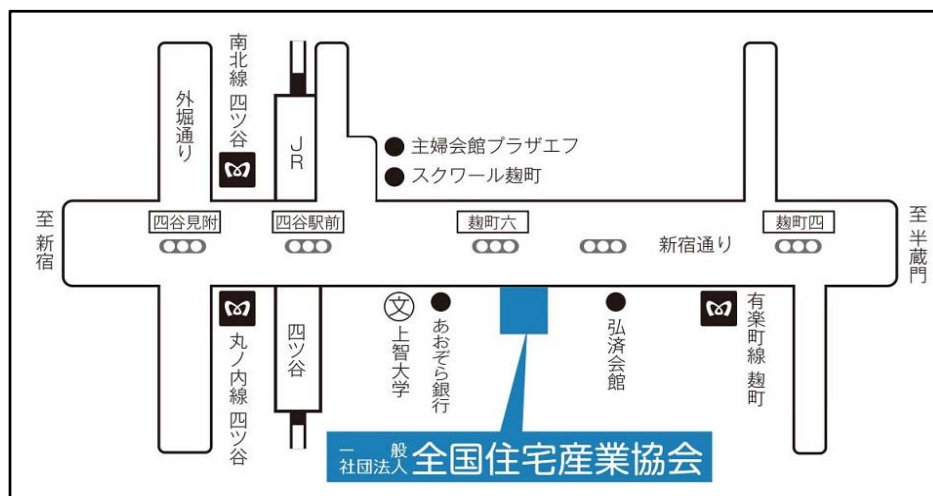 南北線 四ツ谷
外堀通り
JR
主婦会館プラザエフ
スクワール麹町
至 新宿
四谷見附
四谷駅前
麹町六
新宿通り
麹町四
至 半蔵門
丸ノ内線 四ツ谷
四ツ谷
文
上智大学
あおぞら銀行
弘済会館
有楽町線 麹町
一般
社団法人
全国住宅産業協会